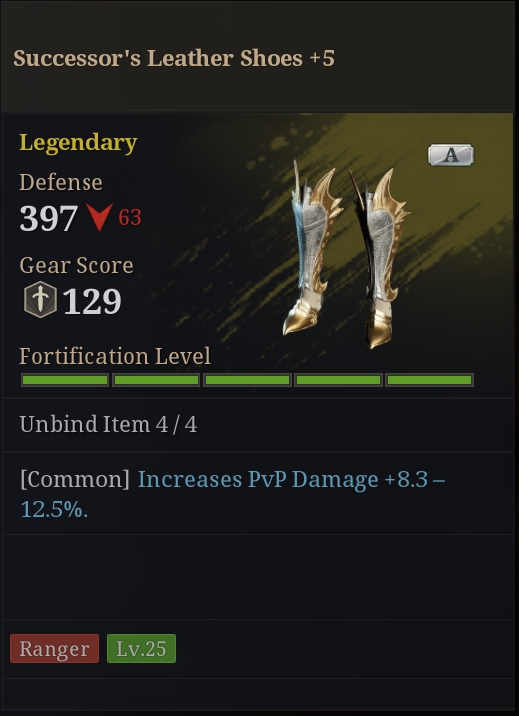 Successor's Leather Shoes +5
Legendary
A
Defense
397 63
Gear Score
129
Fortification Level
Unbind Item 4 / 4
[Common] Increases PvP Damage +8.3 –
12.5%.
Ranger Lv.25